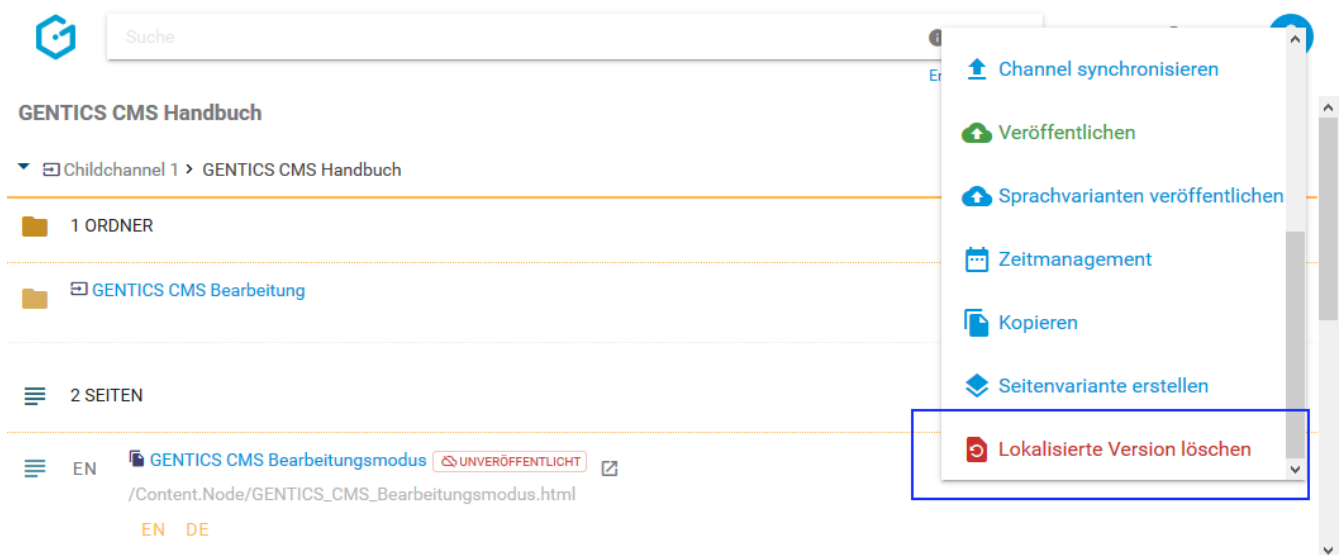 Suche
Er
GENTICS CMS Handbuch
Childchannel 1 > GENTICS CMS Handbuch
1 ORDNER
GENTICS CMS Bearbeitung
2 SEITEN
EN GENTICS CMS Bearbeitungsmodus UNVERÖFFENTLICHT
/Content.Node/GENTICS_CMS_Bearbeitungsmodus.html
EN DE
Channel synchronisieren
Veröffentlichen
Sprachvarianten veröffentlichen
Zeitmanagement
Kopieren
Seitenvariante erstellen
Lokalisierte Version löschen